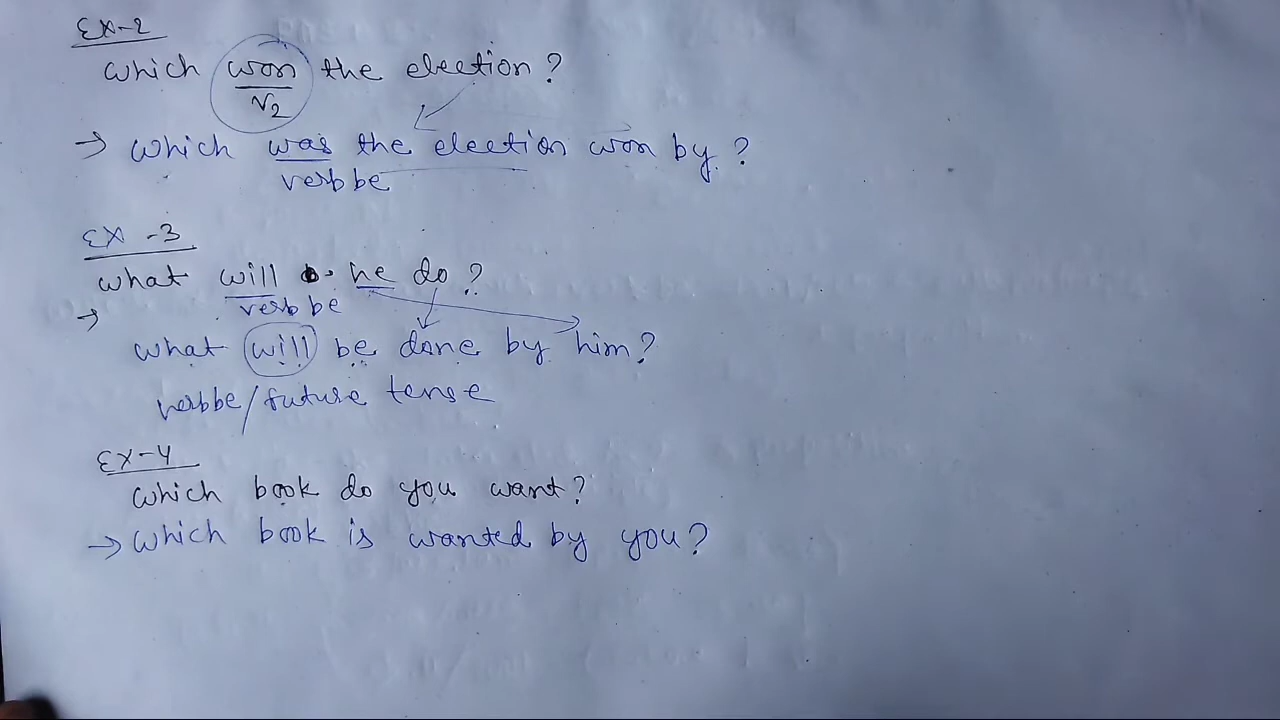 Ex-2
Which won the election?
V2
→ Which was the election won by?
verb be
Ex -3
What will he do?
verb be
→
What will be done by him?
verb be/future tense
Ex-4
Which book do you want?
→ Which book is wanted by you?